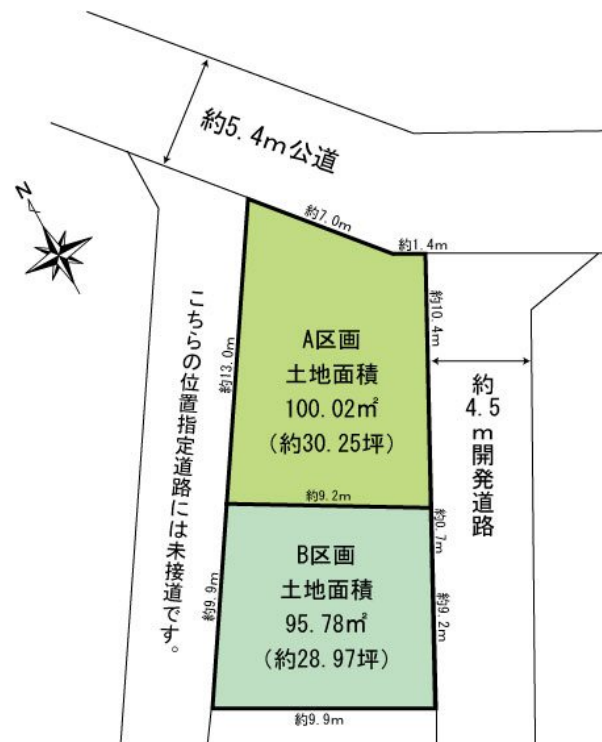 約5.4m公道
N
約7.0m
約1.4m
約10.4m
約13.0m
こちらの位置指定道路には未接道です。
A区画
土地面積
100.02㎡
(約30.25坪)
約4.5m開発道路
約9.2m
約0.7m
B区画
土地面積
95.78㎡
(約28.97坪)
約9.9m
約9.2m
約9.9m